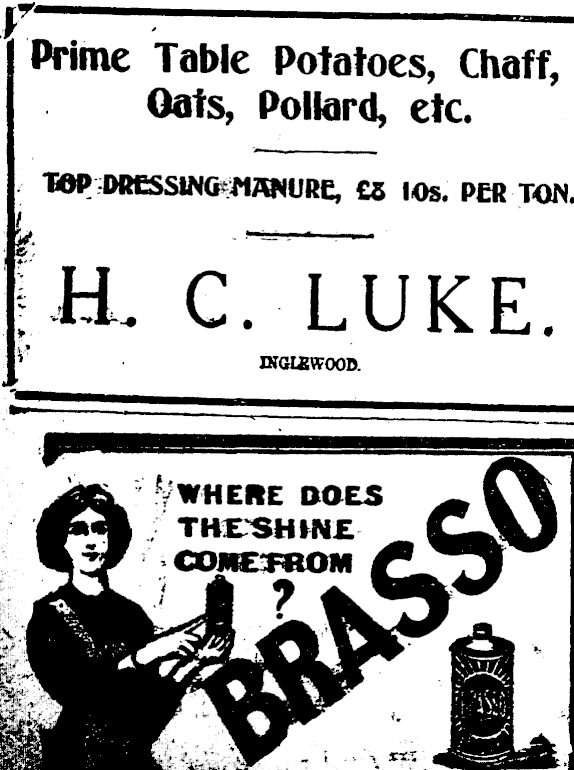 Prime Table Potatoes, Chaff,
Oats, Pollard, etc.
TOP DRESSING MANURE, £3 10s. PER TON.
H. C. LUKE.
INGLEWOOD.
WHERE DOES
THE SHINE
COME FROM
?
BRASSO